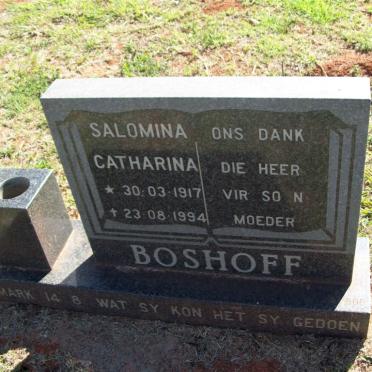 SALOMINA
CATHARINA
★ 30·03·1917
✝ 23·08·1994
ONS DANK
DIE HEER
VIR SO N
MOEDER
BOSHOFF
MARK 14 8 WAT SY KON HET SY GEDOEN